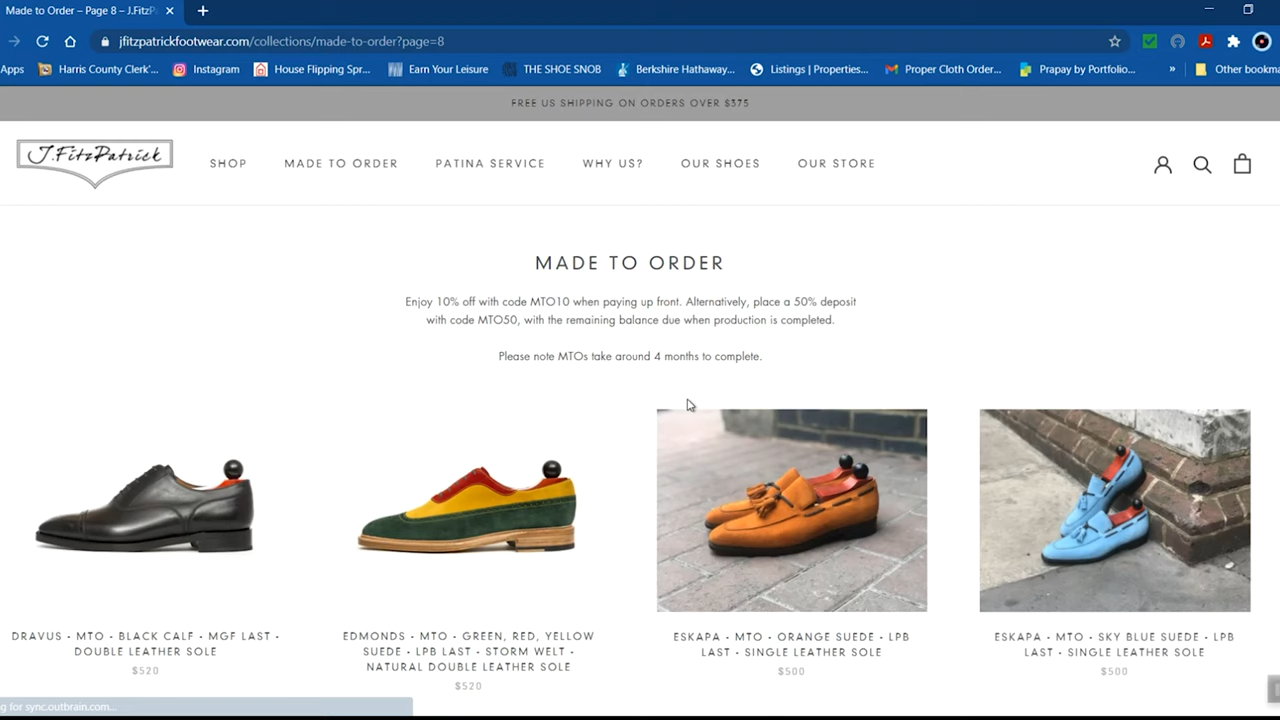 Made to Order – Page 8 – J.FitzP
jfitzpatrickfootwear.com/collections/made-to-order?page=8
Apps Harris County Clerk'... Instagram House Flipping Spr... Earn Your Leisure THE SHOE SNOB Berkshire Hathaway... Listings | Properties... Proper Cloth Order... Prapay by Portfolio... » Other bookma
FREE US SHIPPING ON ORDERS OVER $375
J.FitzPatrick SHOP MADE TO ORDER PATINA SERVICE WHY US? OUR SHOES OUR STORE
MADE TO ORDER
Enjoy 10% off with code MTO10 when paying up front. Alternatively, place a 50% deposit
with code MTO50, with the remaining balance due when production is completed.
Please note MTOs take around 4 months to complete.
DRAVUS - MTO - BLACK CALF - MGF LAST -
DOUBLE LEATHER SOLE
$520
EDMONDS - MTO - GREEN, RED, YELLOW
SUEDE - LPB LAST - STORM WELT -
NATURAL DOUBLE LEATHER SOLE
$520
ESKAPA - MTO - ORANGE SUEDE - LPB
LAST - SINGLE LEATHER SOLE
$500
ESKAPA - MTO - SKY BLUE SUEDE - LPB
LAST - SINGLE LEATHER SOLE
$500
ng for sync.outbrain.com...